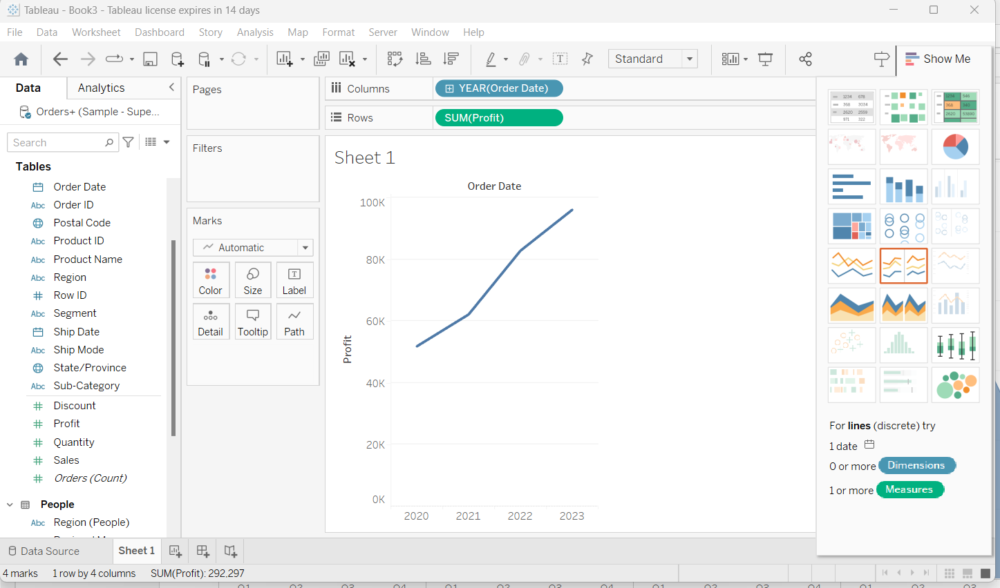 Tableau - Book3 - Tableau license expires in 14 days
File Data Worksheet Dashboard Story Analysis Map Format Server Window Help
Standard
Show Me
Data Analytics
Orders+ (Sample - Supe...
Search
Tables
Order Date
Abc Order ID
Postal Code
Abc Product ID
Abc Product Name
Abc Region
Row ID
Abc Segment
Ship Date
Abc Ship Mode
State/Province
Abc Sub-Category
Discount
Profit
Quantity
Sales
Orders (Count)
People
Abc Region (People)
Pages
Filters
Marks
Automatic
Color Size Label
Detail Tooltip Path
Columns YEAR(Order Date)
Rows SUM(Profit)
Sheet 1
Order Date
100K
80K
60K
40K
20K
0K
Profit
2020 2021 2022 2023
For lines (discrete) try
1 date
0 or more Dimensions
1 or more Measures
Data Source Sheet 1
4 marks 1 row by 4 columns SUM(Profit): 292,297